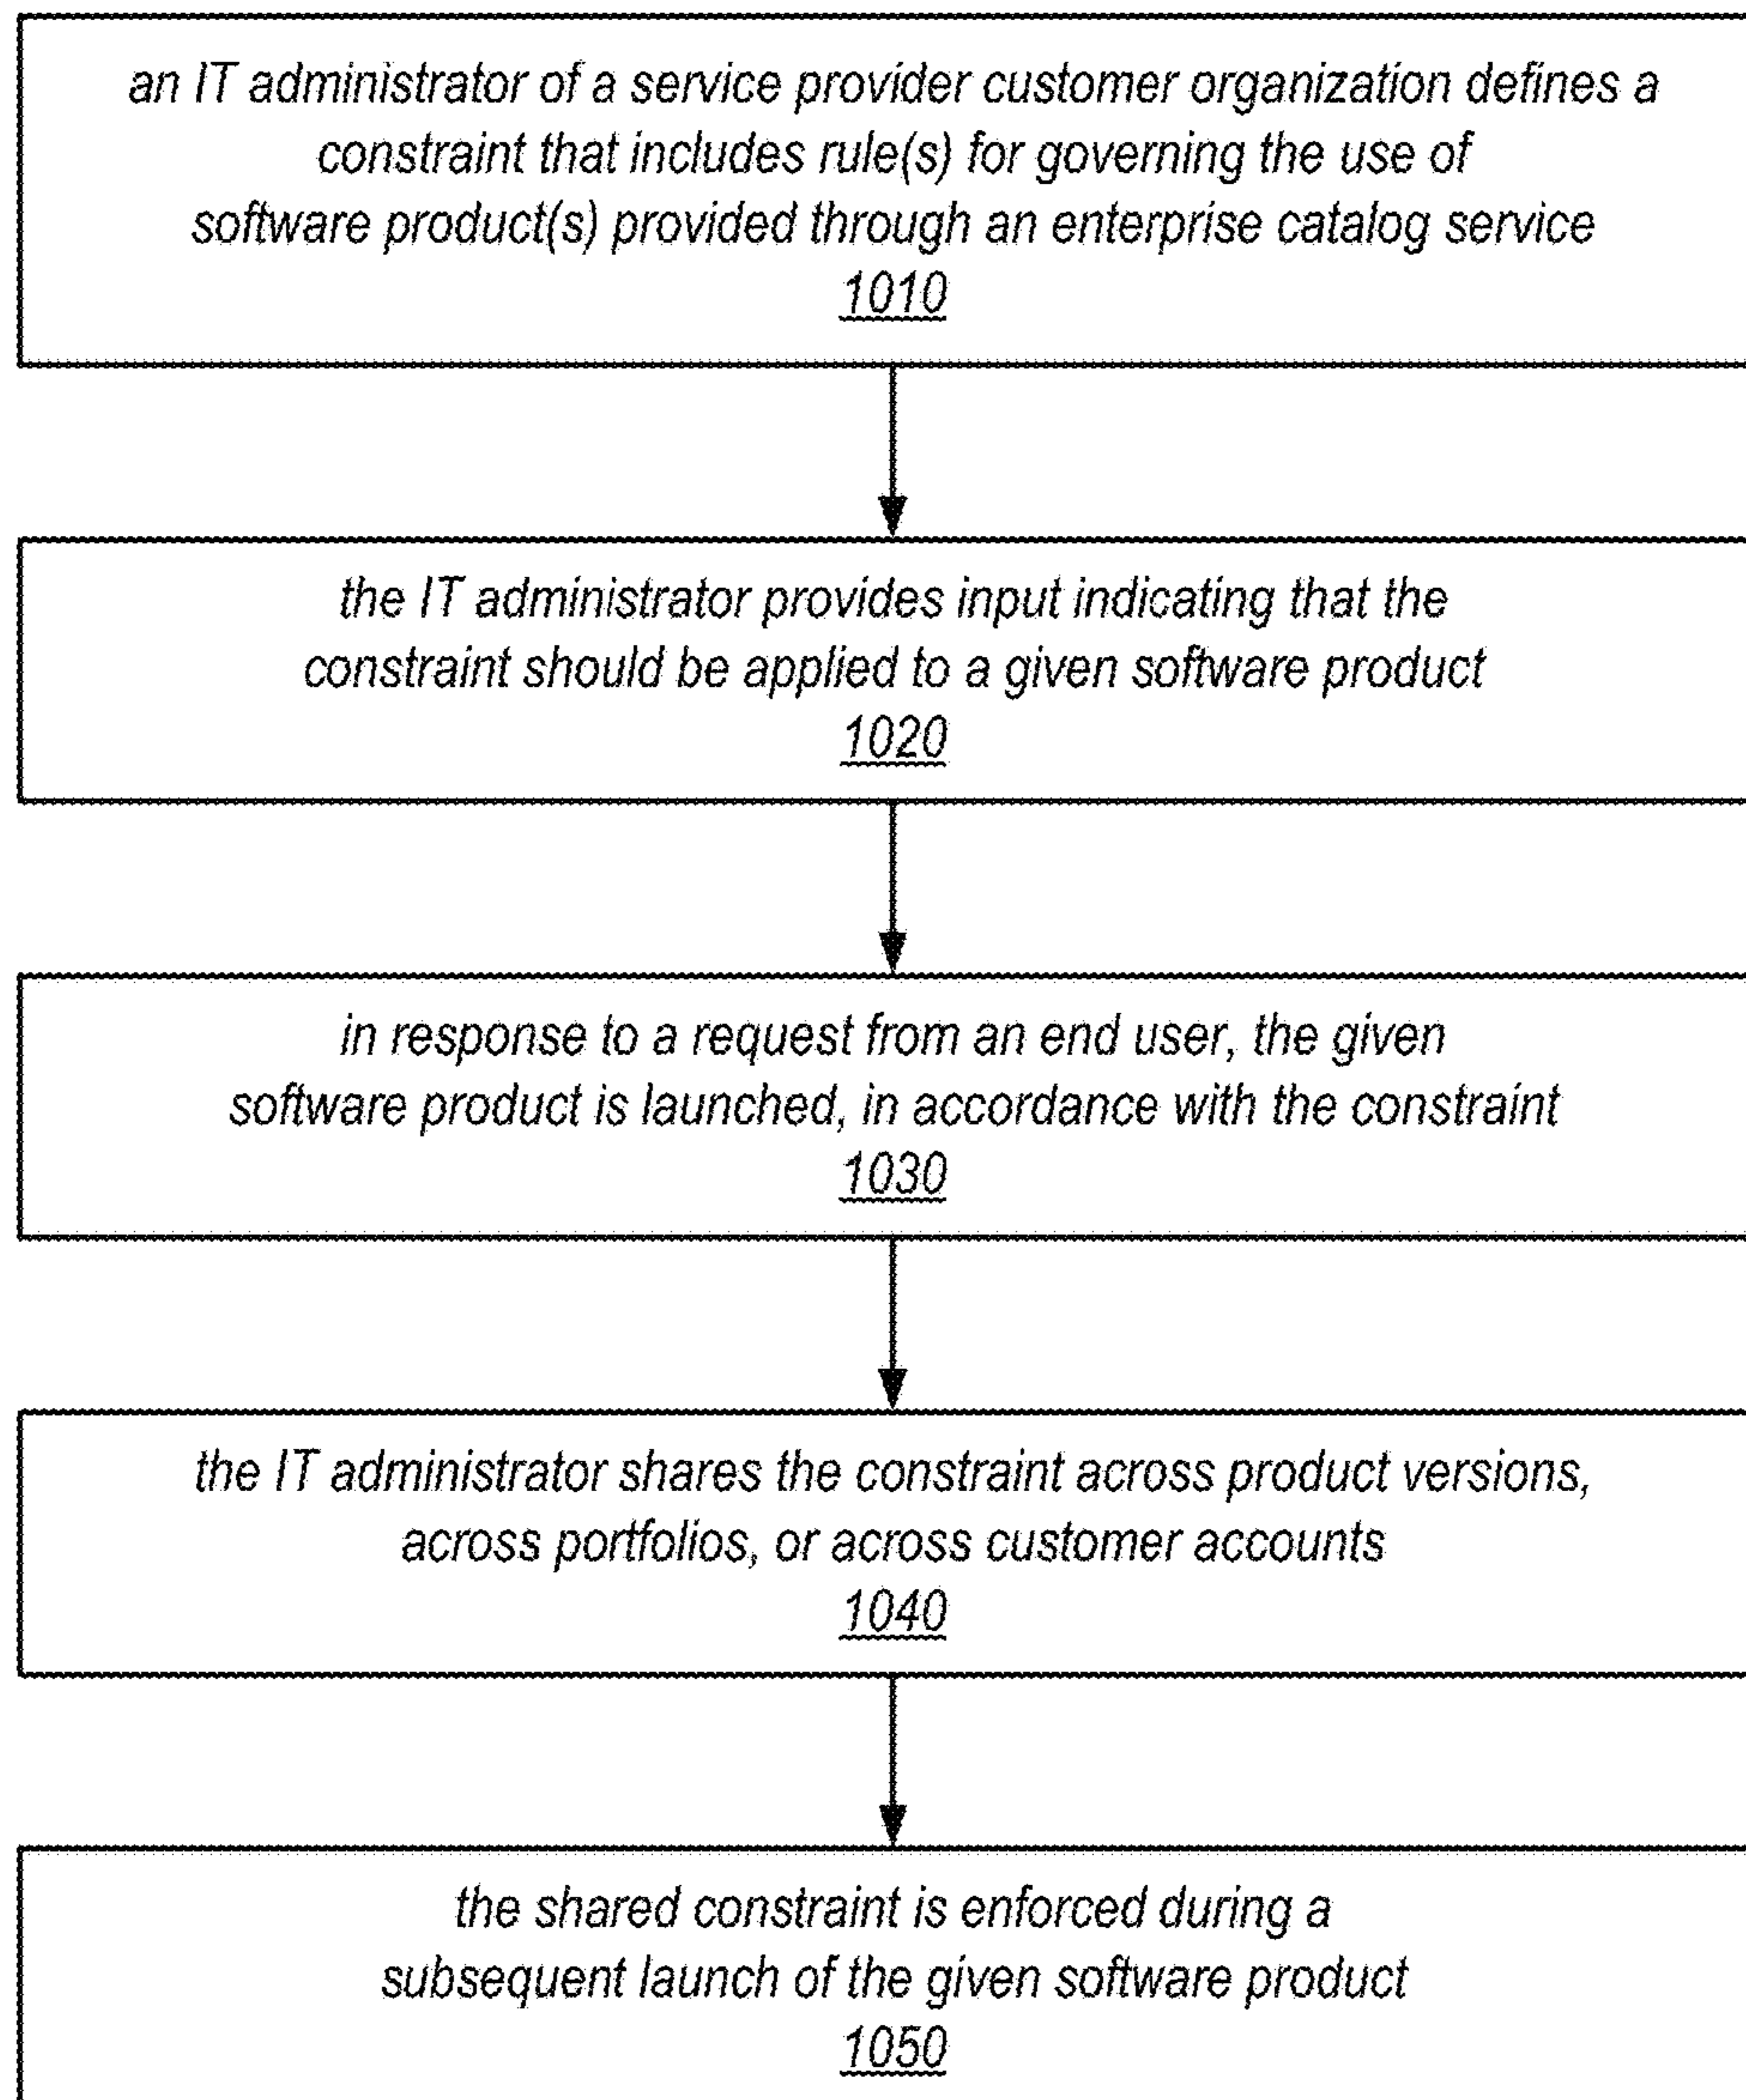 an IT administrator of a service provider customer organization defines a
constraint that includes rule(s) for governing the use of
software product(s) provided through an enterprise catalog service
1010
the IT administrator provides input indicating that the
constraint should be applied to a given software product
1020
in response to a request from an end user, the given
software product is launched, in accordance with the constraint
1030
the IT administrator shares the constraint across product versions,
across portfolios, or across customer accounts
1040
the shared constraint is enforced during a
subsequent launch of the given software product
1050